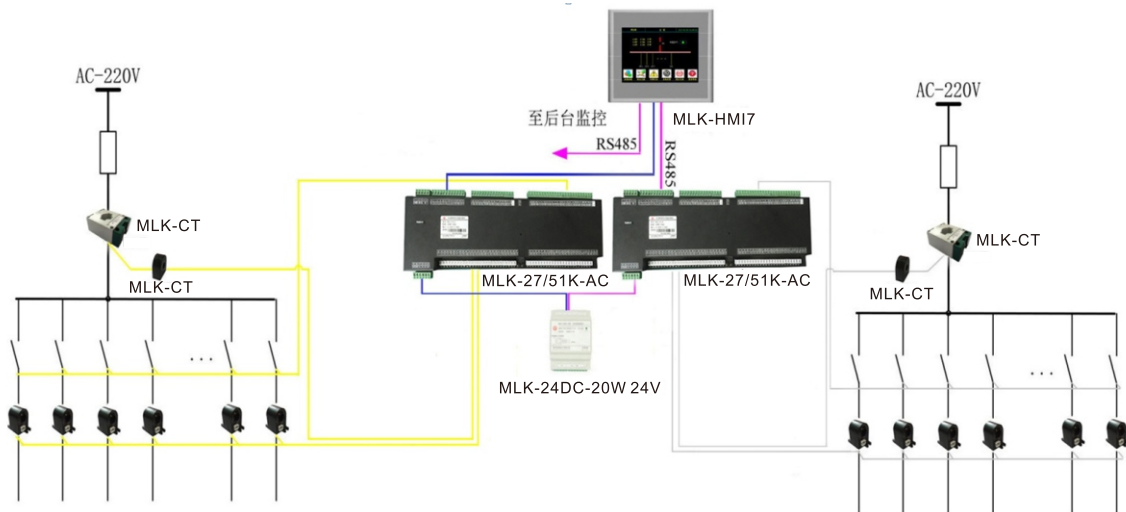 AC-220V
AC-220V
MLK-HMI7
至后台监控
RS485
RS485
MLK-CT
MLK-CT
MLK-CT
MLK-CT
MLK-27/51K-AC
MLK-27/51K-AC
MLK-24DC-20W 24V
...
...